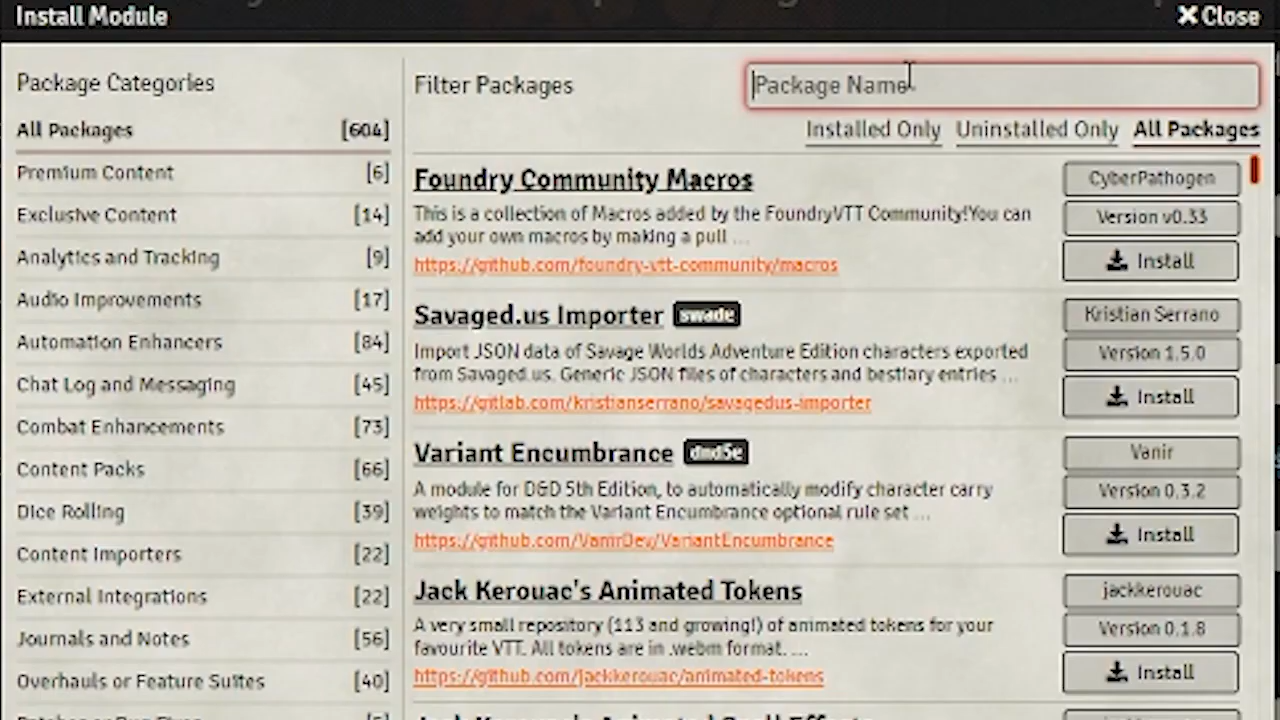 Install Module
Close
Package Categories
All Packages [604]
Premium Content [6]
Exclusive Content [14]
Analytics and Tracking [9]
Audio Improvements [17]
Automation Enhancers [84]
Chat Log and Messaging [45]
Combat Enhancements [73]
Content Packs [66]
Dice Rolling [39]
Content Importers [22]
External Integrations [22]
Journals and Notes [56]
Overhauls or Feature Suites [40]
Filter Packages
Package Name
Installed Only Uninstalled Only All Packages
Foundry Community Macros
This is a collection of Macros added by the FoundryVTT Community!You can
add your own macros by making a pull ...
https://github.com/foundry-vtt-community/macros
CyberPathogen
Version v0.33
Install
Savaged.us Importer swade
Import JSON data of Savage Worlds Adventure Edition characters exported
from Savaged.us. Generic JSON files of characters and bestiary entries ...
https://gitlab.com/kristianserrano/savagedus-importer
Kristian Serrano
Version 1.5.0
Install
Variant Encumbrance dnd5e
A module for D&D 5th Edition, to automatically modify character carry
weights to match the Variant Encumbrance optional rule set ...
https://github.com/VanirDev/VariantEncumbrance
Vanir
Version 0.3.2
Install
Jack Kerouac's Animated Tokens
A very small repository (113 and growing!) of animated tokens for your
favourite VTT. All tokens are in .webm format. ...
https://github.com/jackkerouac/animated-tokens
jackkerouac
Version 0.1.8
Install